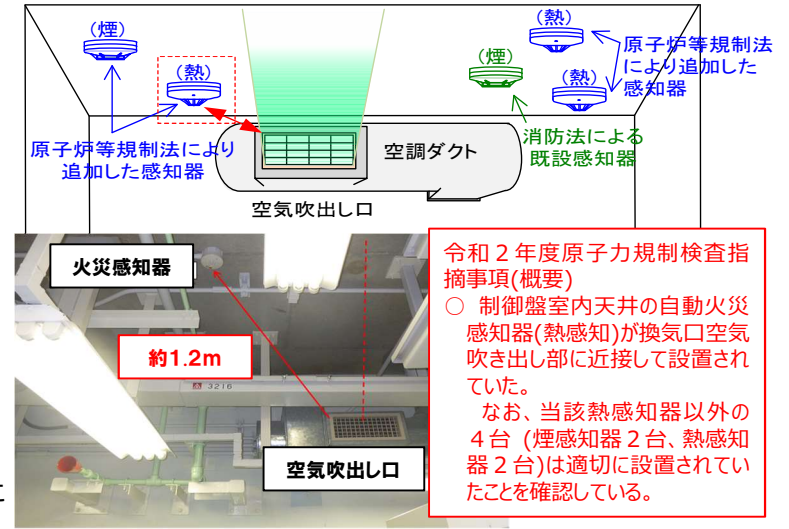 (煙)
(熱)
(煙)
(熱)
(熱)
原子炉等規制法
により追加した
感知器
原子炉等規制法により
追加した感知器
空調ダクト
消防法による
既設感知器
空気吹出し口
火災感知器
約1.2m
3216
空気吹出し口
令和2年度原子力規制検査指
摘事項(概要)
○ 制御盤室内天井の自動火災
感知器(熱感知)が換気口空気
吹き出し部に近接して設置され
ていた。
なお、当該熱感知器以外の
4台 (煙感知器2台、熱感知
器2台)は適切に設置されてい
たことを確認している。
に